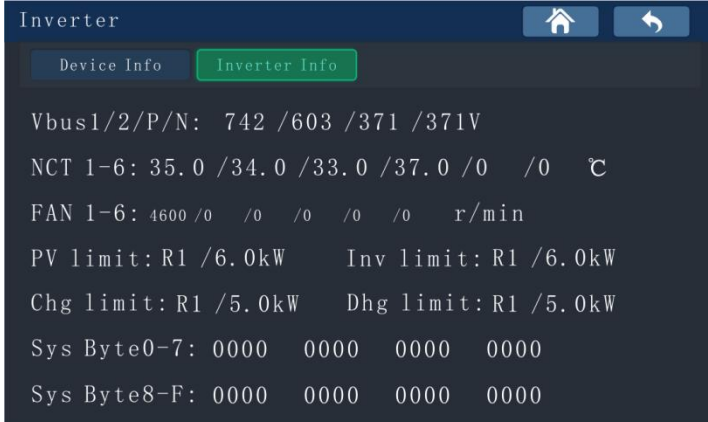 Inverter
Device Info Inverter Info
Vbus1/2/P/N: 742 /603 /371 /371V
NCT 1-6: 35.0 /34.0 /33.0 /37.0 /0 /0 ℃
FAN 1-6: 4600 /0 /0 /0 /0 /0 r/min
PV limit: R1 /6.0kW Inv limit: R1 /6.0kW
Chg limit: R1 /5.0kW Dhg limit: R1 /5.0kW
Sys Byte0-7: 0000 0000 0000 0000
Sys Byte8-F: 0000 0000 0000 0000